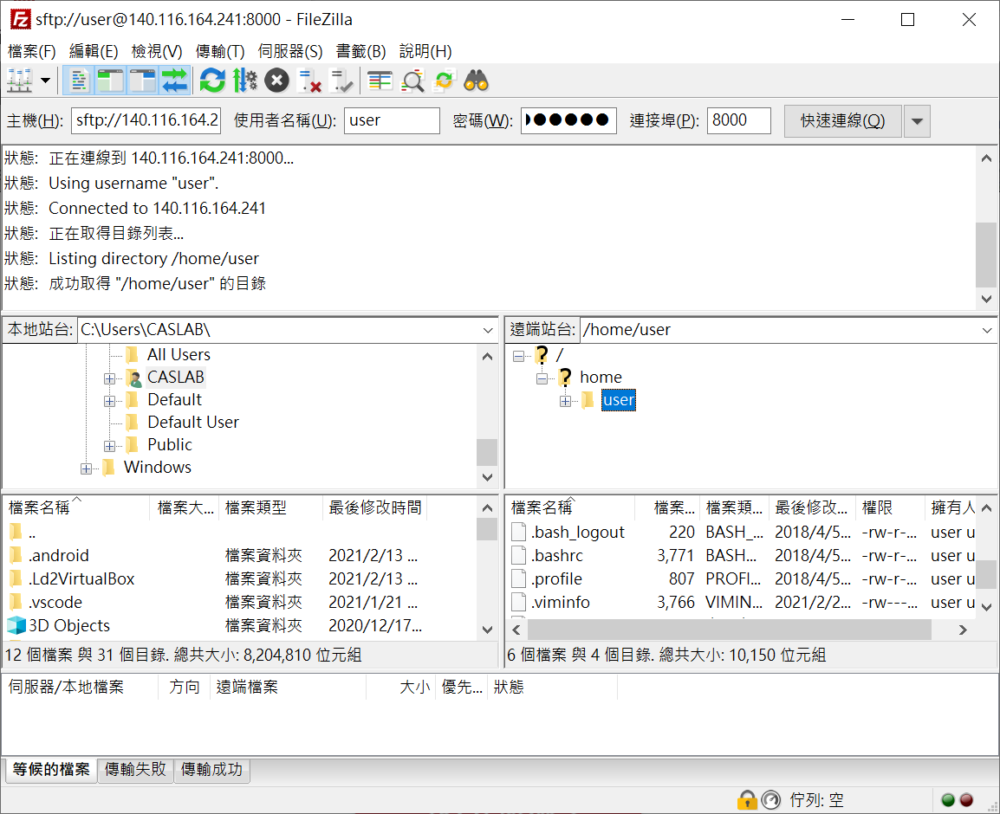 sftp://user@140.116.164.241:8000 - FileZilla
檔案(F) 編輯(E) 檢視(V) 傳輸(T) 伺服器(S) 書籤(B) 說明(H)
主機(H): sftp://140.116.164.2 使用者名稱(U): user 密碼(W): ●●●●●● 連接埠(P): 8000 快速連線(Q)
狀態: 正在連線到 140.116.164.241:8000...
狀態: Using username "user".
狀態: Connected to 140.116.164.241
狀態: 正在取得目錄列表...
狀態: Listing directory /home/user
狀態: 成功取得 "/home/user" 的目錄
本地站台: C:\Users\CASLAB\
All Users
CASLAB
Default
Default User
Public
Windows
遠端站台: /home/user
/
home
user
檔案名稱 檔案大... 檔案類型 最後修改時間
..
.android 檔案資料夾 2021/2/13 ...
.Ld2VirtualBox 檔案資料夾 2021/2/13 ...
.vscode 檔案資料夾 2021/1/21 ...
3D Objects 檔案資料夾 2020/12/17...
12 個檔案 與 31 個目錄. 總共大小: 8,204,810 位元組
檔案名稱 檔案... 檔案類... 最後修改... 權限 擁有人
.bash_logout 220 BASH_... 2018/4/5... -rw-r-... user u
.bashrc 3,771 BASH... 2018/4/5... -rw-r-... user u
.profile 807 PROFI... 2018/4/5... -rw-r-... user u
.viminfo 3,766 VIMIN... 2021/2/2... -rw---... user u
6 個檔案 與 4 個目錄. 總共大小: 10,150 位元組
伺服器/本地檔案 方向 遠端檔案 大小 優先... 狀態
等候的檔案 傳輸失敗 傳輸成功
佇列: 空